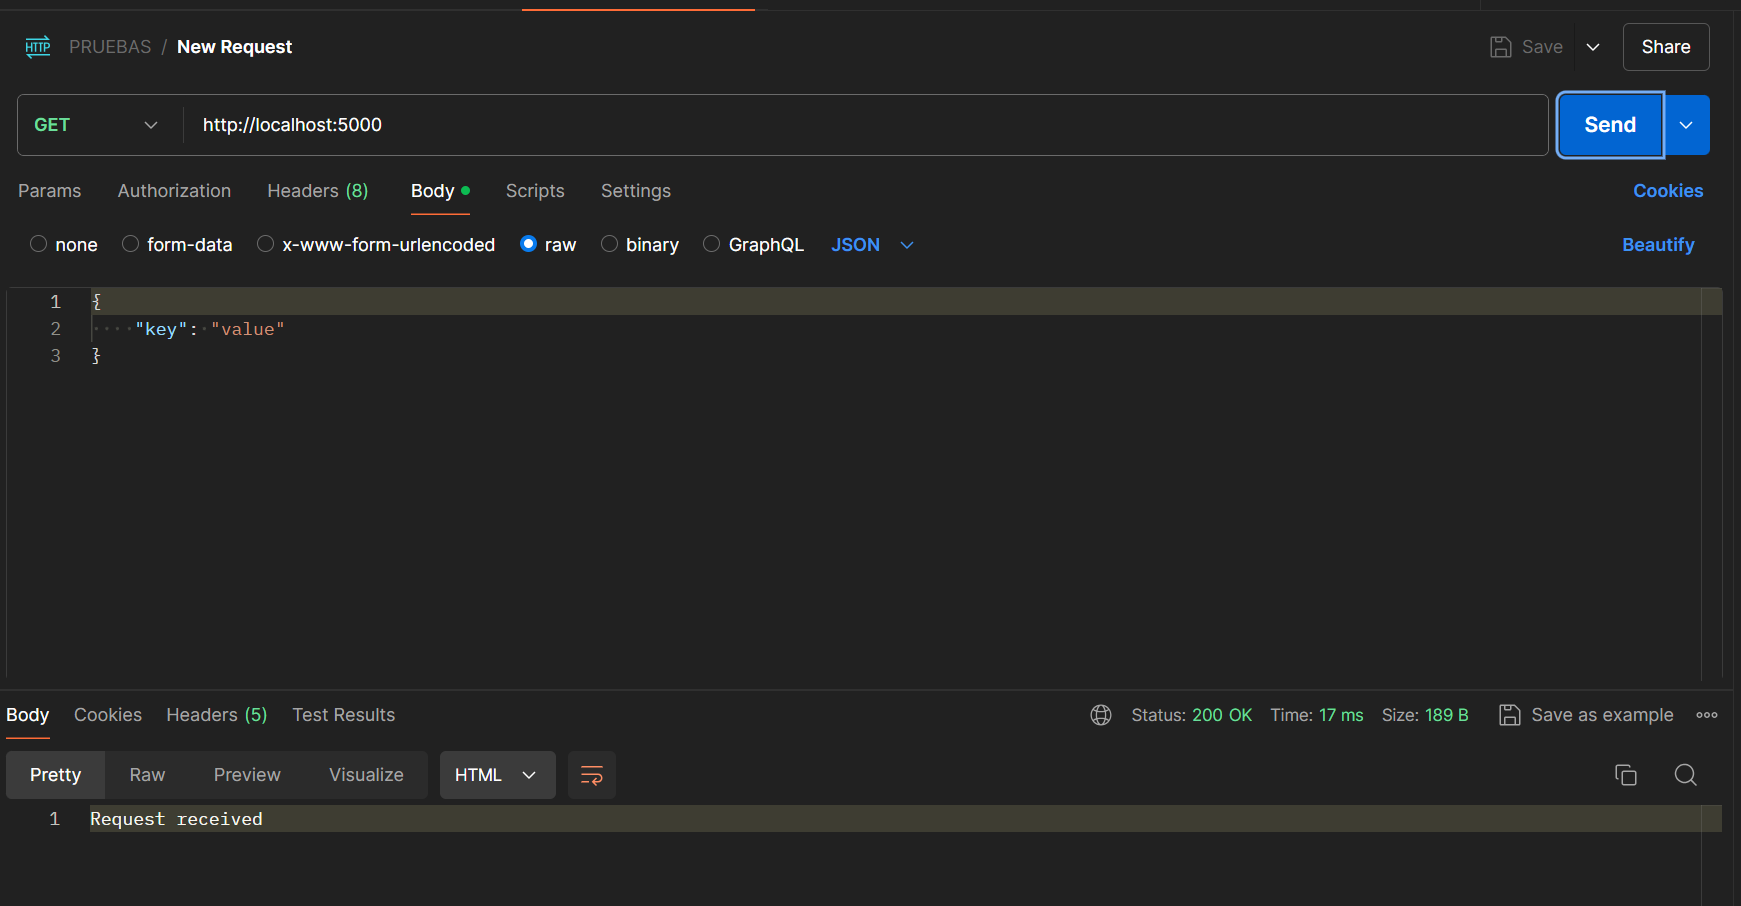 HTTP PRUEBAS / New Request Save Share
GET http://localhost:5000 Send
Params Authorization Headers (8) Body Scripts Settings Cookies
none form-data x-www-form-urlencoded raw binary GraphQL JSON Beautify
1 {
2 ····"key":·"value"
3 }
Body Cookies Headers (5) Test Results Status: 200 OK Time: 17 ms Size: 189 B Save as example
Pretty Raw Preview Visualize HTML
1 Request received